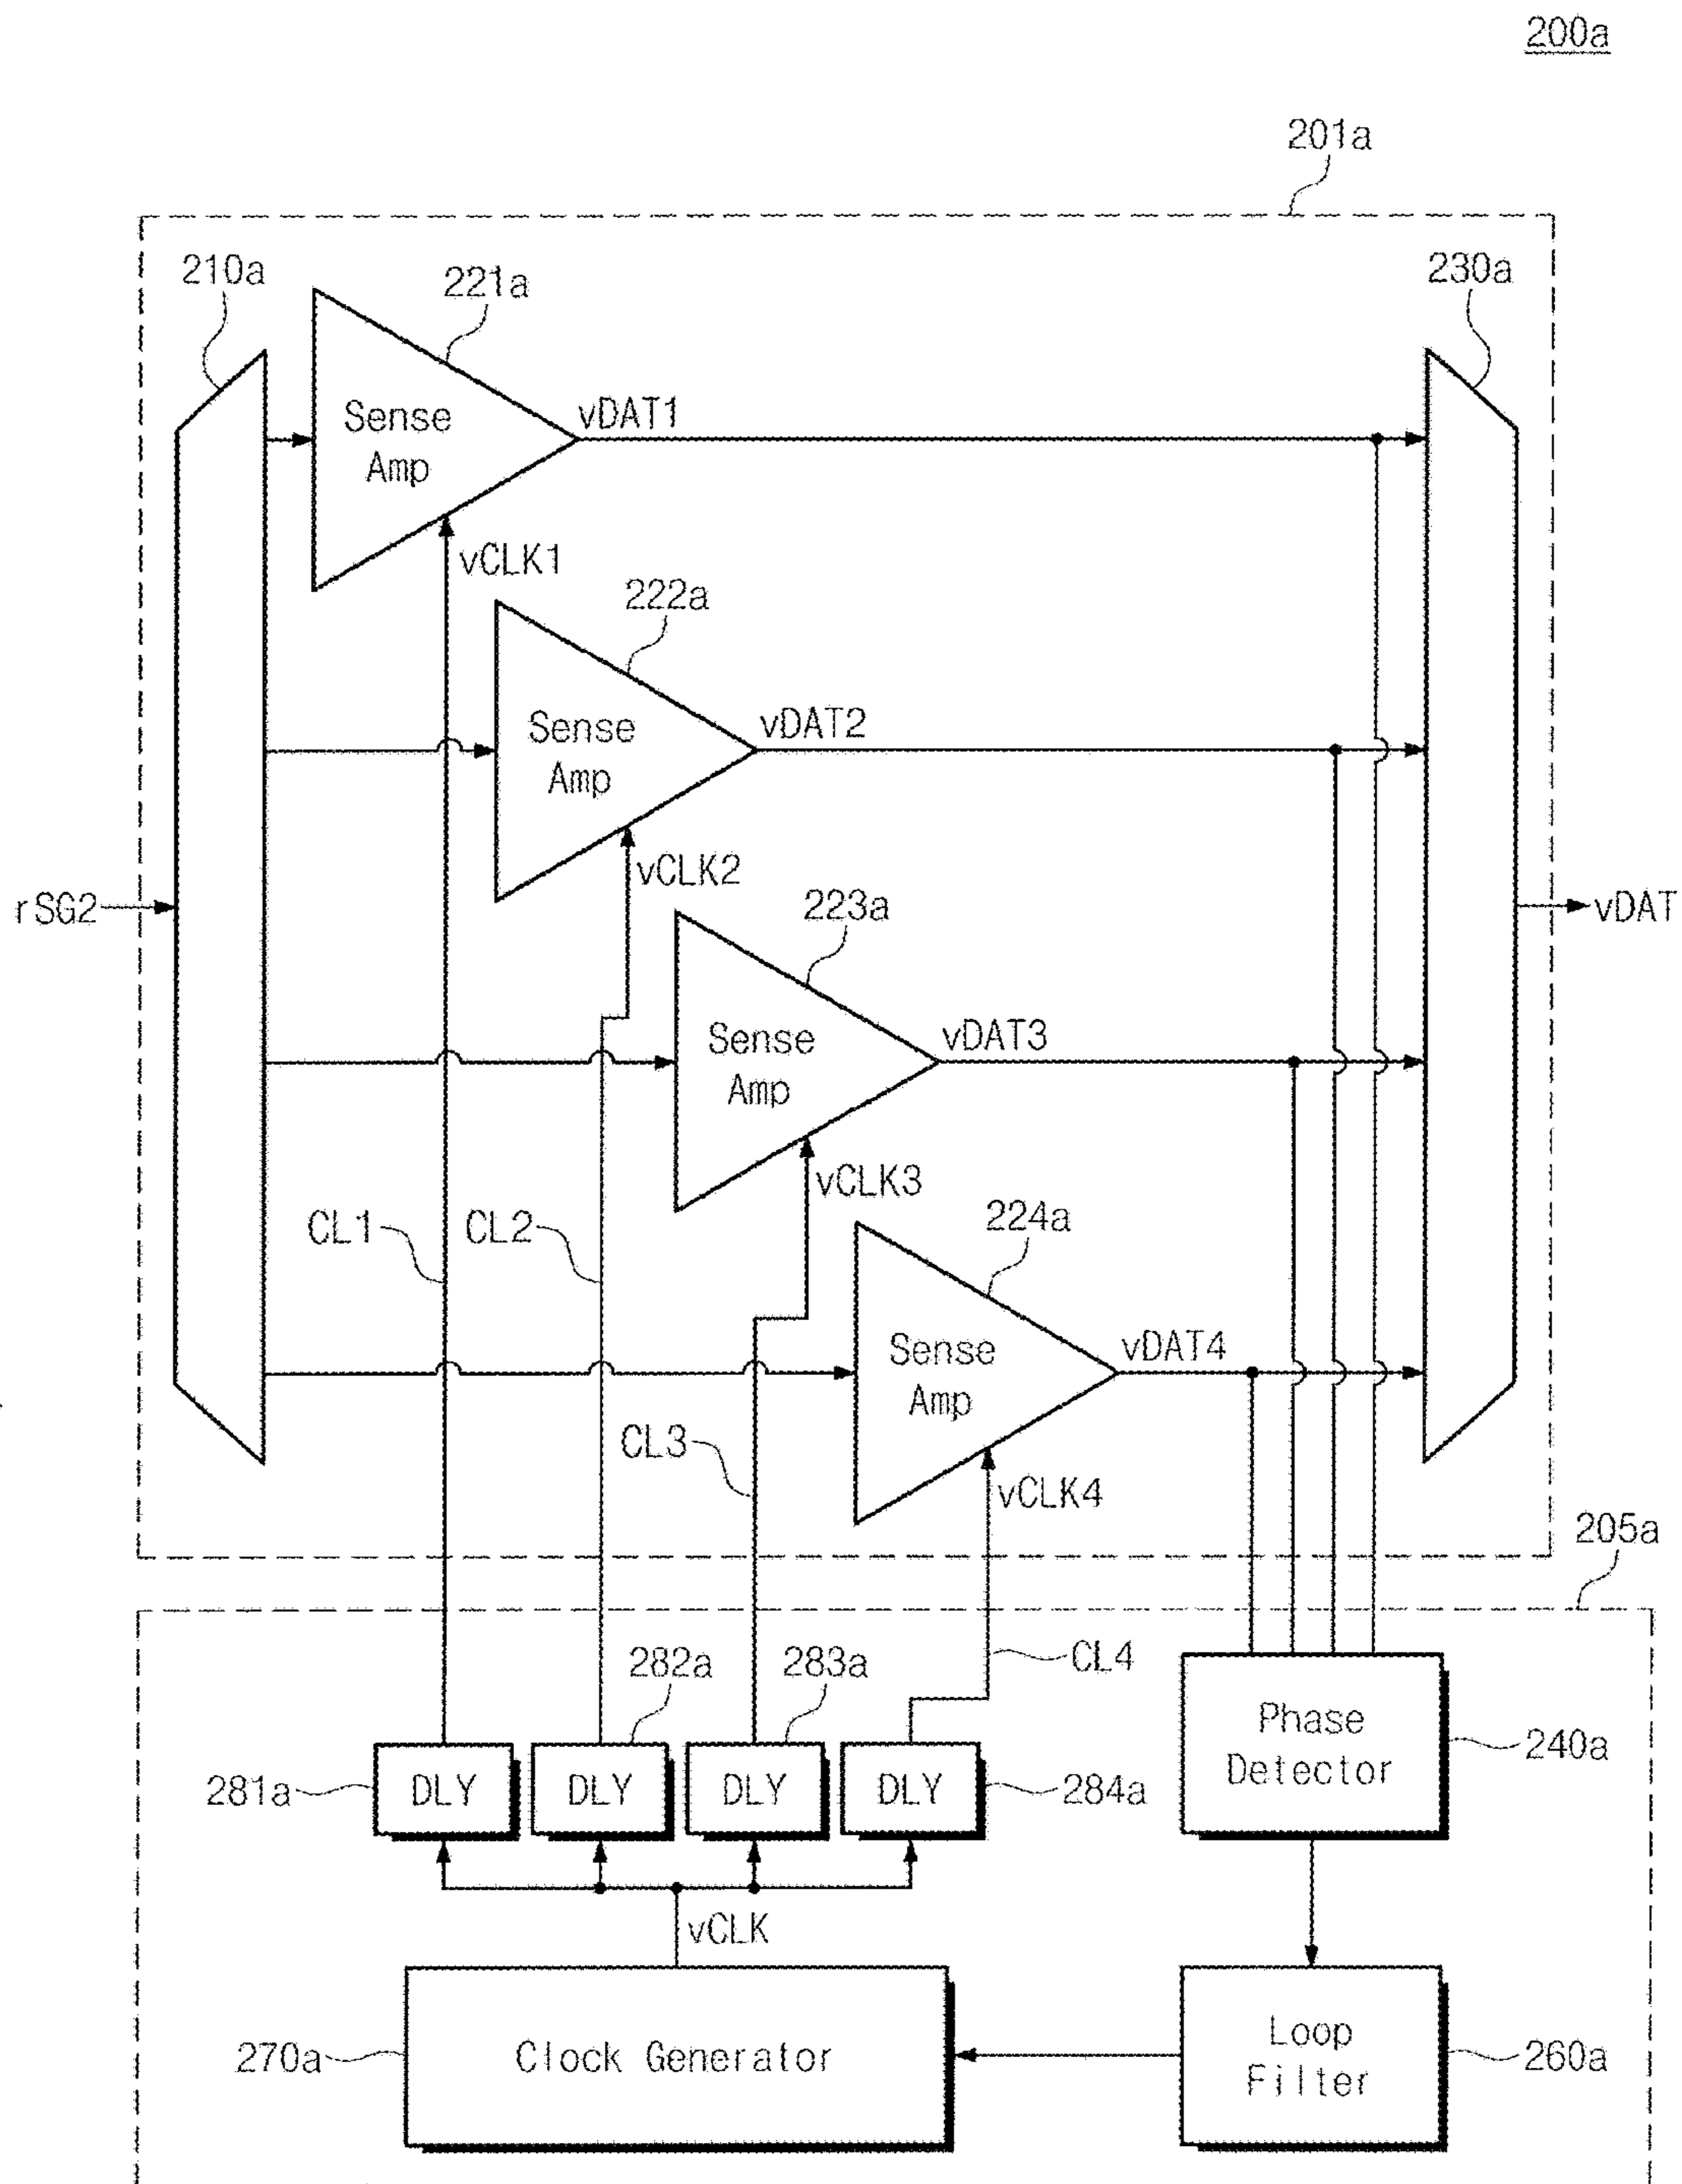 200a
201a
210a
221a
230a
Sense
Amp
vDAT1
vCLK1
222a
Sense
Amp
vDAT2
vCLK2
rSG2
223a
vDAT
Sense
Amp
vDAT3
vCLK3
CL1
CL2
224a
Sense
Amp
vDAT4
CL3
vCLK4
205a
282a
283a
CL4
Phase
Detector
240a
281a
DLY
DLY
DLY
DLY
284a
vCLK
270a
Clock Generator
Loop
Filter
260a